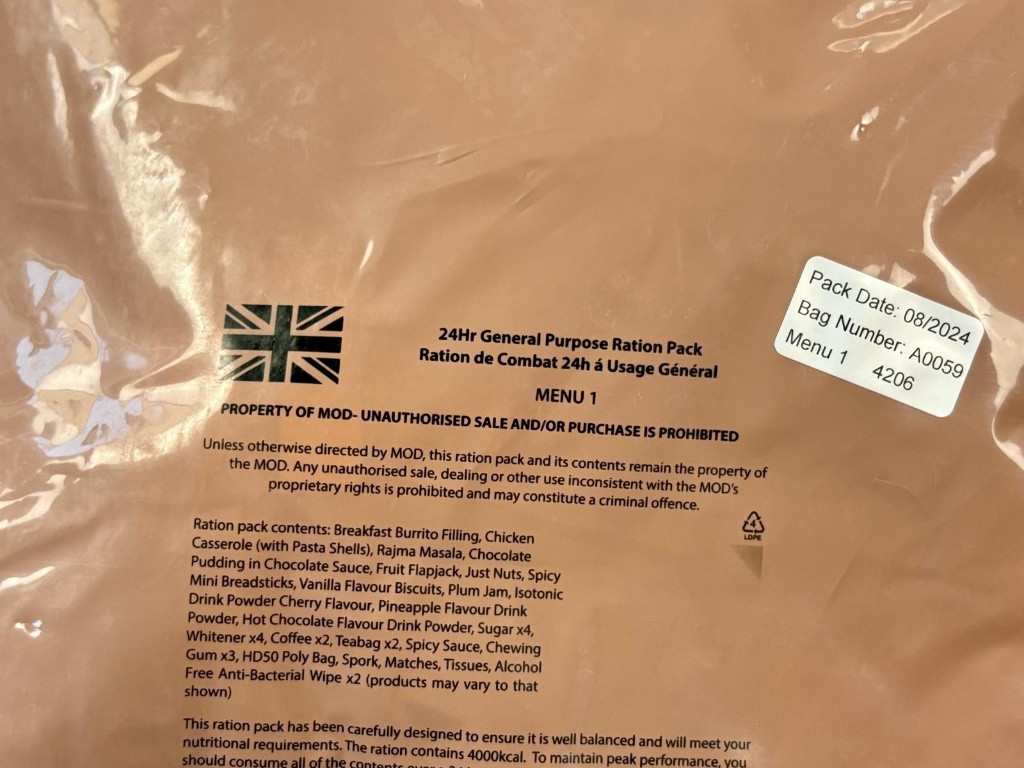 24Hr General Purpose Ration Pack
Ration de Combat 24h á Usage Général
MENU 1
PROPERTY OF MOD- UNAUTHORISED SALE AND/OR PURCHASE IS PROHIBITED
Unless otherwise directed by MOD, this ration pack and its contents remain the property of
the MOD. Any unauthorised sale, dealing or other use inconsistent with the MOD's
proprietary rights is prohibited and may constitute a criminal offence.
Pack Date: 08/2024
Bag Number: A0059
Menu 1 4206
4
LDPE
Ration pack contents: Breakfast Burrito Filling, Chicken
Casserole (with Pasta Shells), Rajma Masala, Chocolate
Pudding in Chocolate Sauce, Fruit Flapjack, Just Nuts, Spicy
Mini Breadsticks, Vanilla Flavour Biscuits, Plum Jam, Isotonic
Drink Powder Cherry Flavour, Pineapple Flavour Drink
Powder, Hot Chocolate Flavour Drink Powder, Sugar x4,
Whitener x4, Coffee x2, Teabag x2, Spicy Sauce, Chewing
Gum x3, HD50 Poly Bag, Spork, Matches, Tissues, Alcohol
Free Anti-Bacterial Wipe x2 (products may vary to that
shown)
This ration pack has been carefully designed to ensure it is well balanced and will meet your
nutritional requirements. The ration contains 4000kcal. To maintain peak performance, you
should consume all of the contents